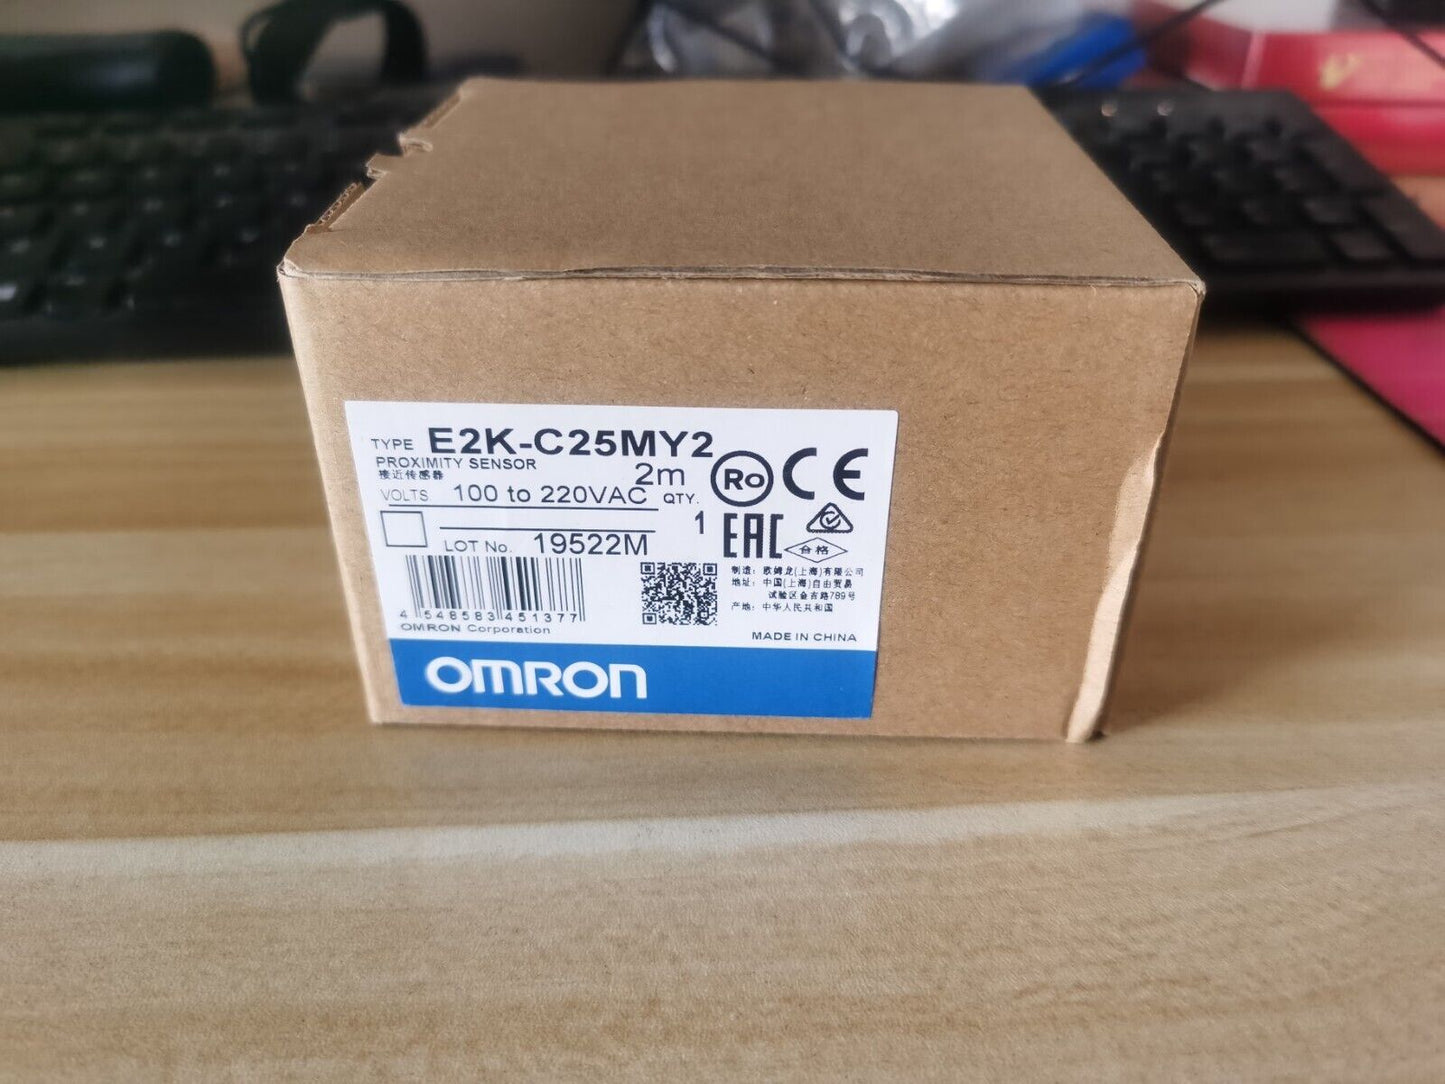 TYPE E2K-C25MY2
PROXIMITY SENSOR
接近传感器 2m
VOLTS 100 to 220VAC QTY.
1
LOT No. 19522M
4 548583 451377
OMRON Corporation
Ro CE
EAC
合格
制造: 欧姆龙(上海)有限公司
地址: 中国(上海)自由贸易
试验区金吉路789号
产地: 中华人民共和国
MADE IN CHINA
OMRON